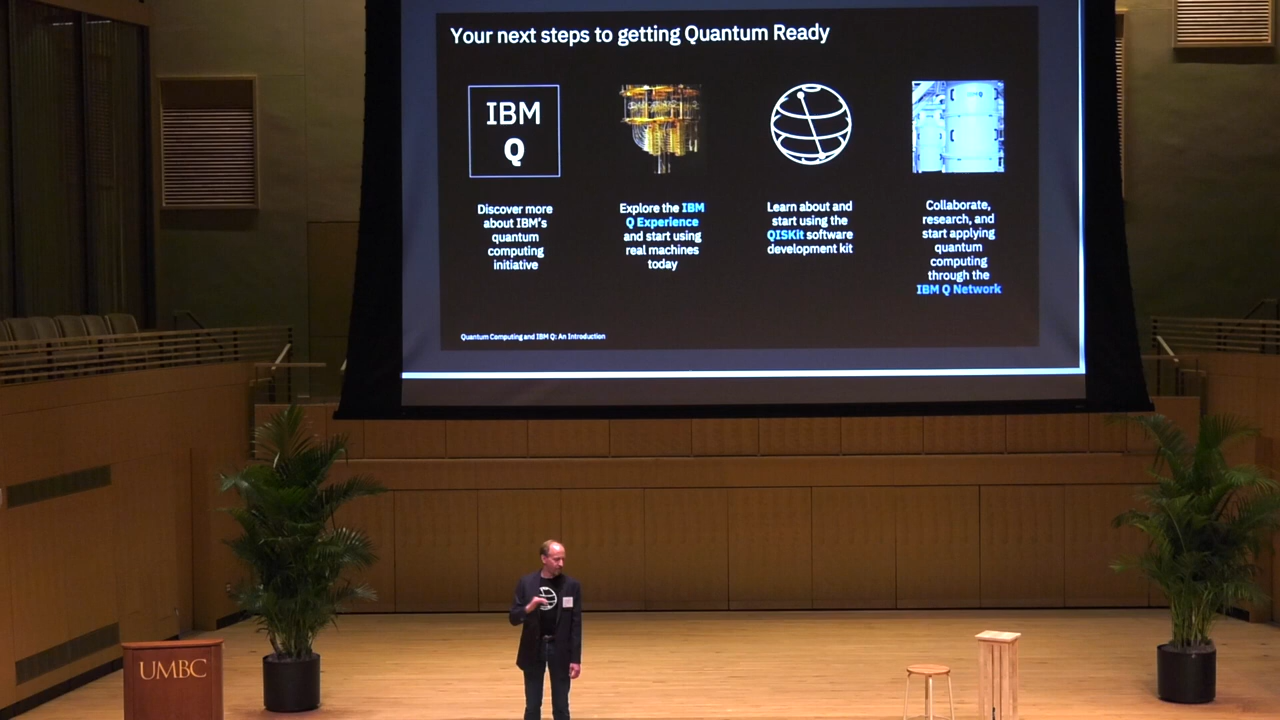 Your next steps to getting Quantum Ready
IBM
Q
Discover more
about IBM's
quantum
computing
initiative
Explore the IBM
Q Experience
and start using
real machines
today
Learn about and
start using the
QISKit software
development kit
Collaborate,
research, and
start applying
quantum
computing
through the
IBM Q Network
Quantum Computing and IBM Q: An Introduction
UMBC